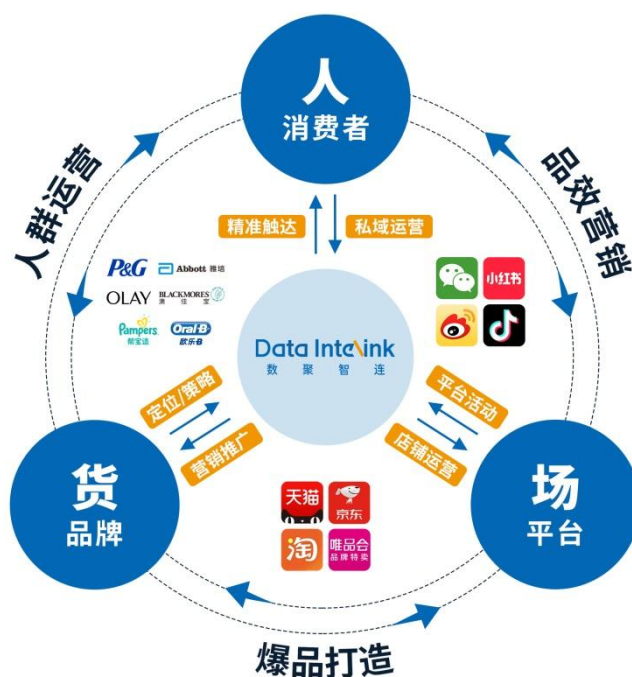 人
消费者
人群运营
品效营销
精准触达
私域运营
P&G
Abbott 雅培
OLAY
BLACKMORES
澳佳宝
Pampers
帮宝适
Oral-B
欧乐B
小红书
Data Intelink
数聚智连
定位/策略
营销推广
平台活动
店铺运营
货
品牌
场
平台
天猫
京东
淘
唯品会
品牌特卖
爆品打造